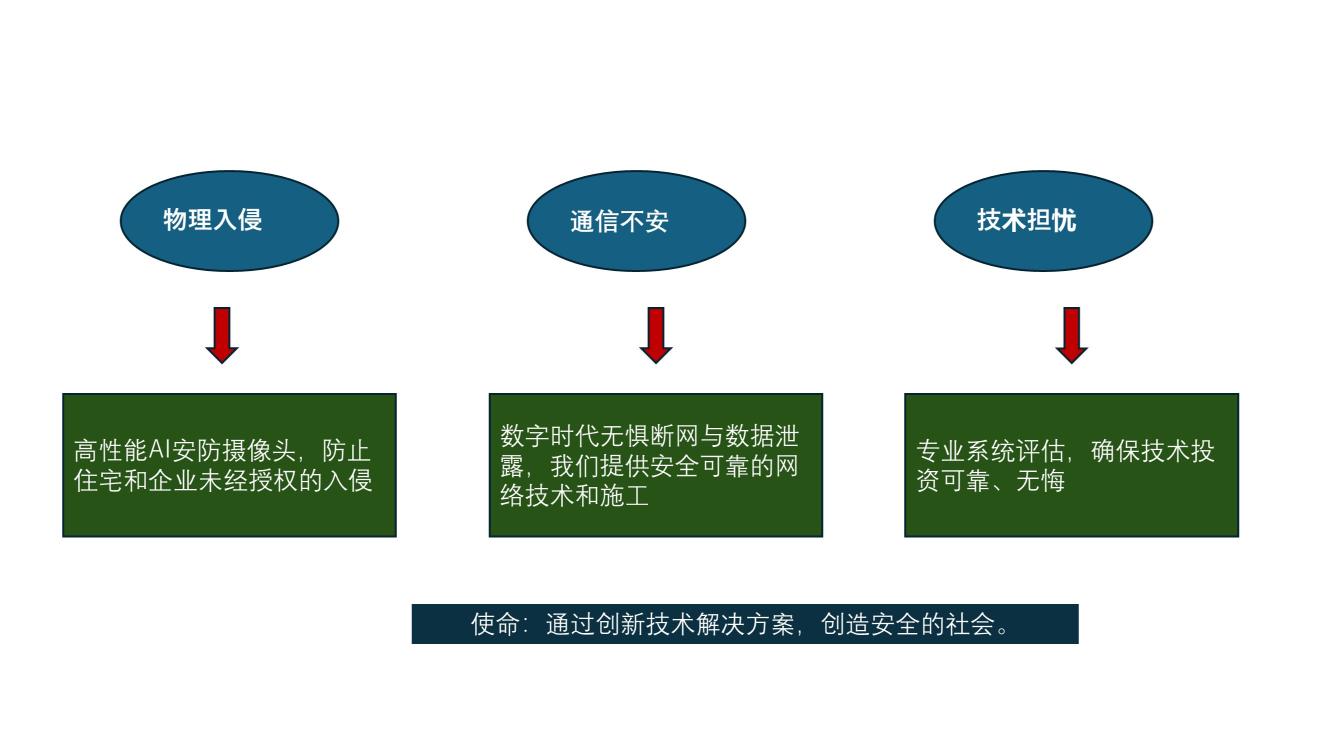 物理入侵
通信不安
技术担忧
高性能AI安防摄像头，防止
住宅和企业未经授权的入侵
数字时代无惧断网与数据泄
露，我们提供安全可靠的网
络技术和施工
专业系统评估，确保技术投
资可靠、无悔
使命：通过创新技术解决方案，创造安全的社会。